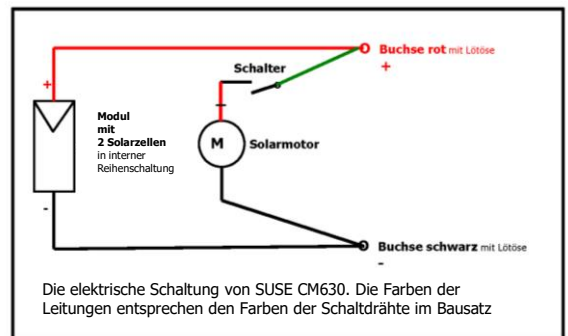 Buchse rot mit Lötöse
+
Schalter
+
Modul
mit
2 Solarzellen
in interner
Reihenschaltung
M
Solarmotor
-
Buchse schwarz mit Lötöse
-
Die elektrische Schaltung von SUSE CM630. Die Farben der
Leitungen entsprechen den Farben der Schaltdrähte im Bausatz